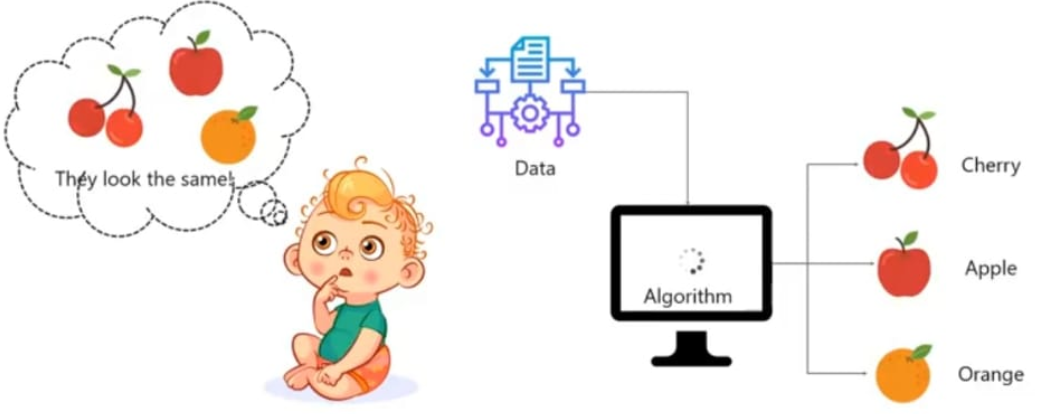 They look the same!
Data
Algorithm
Cherry
Apple
Orange